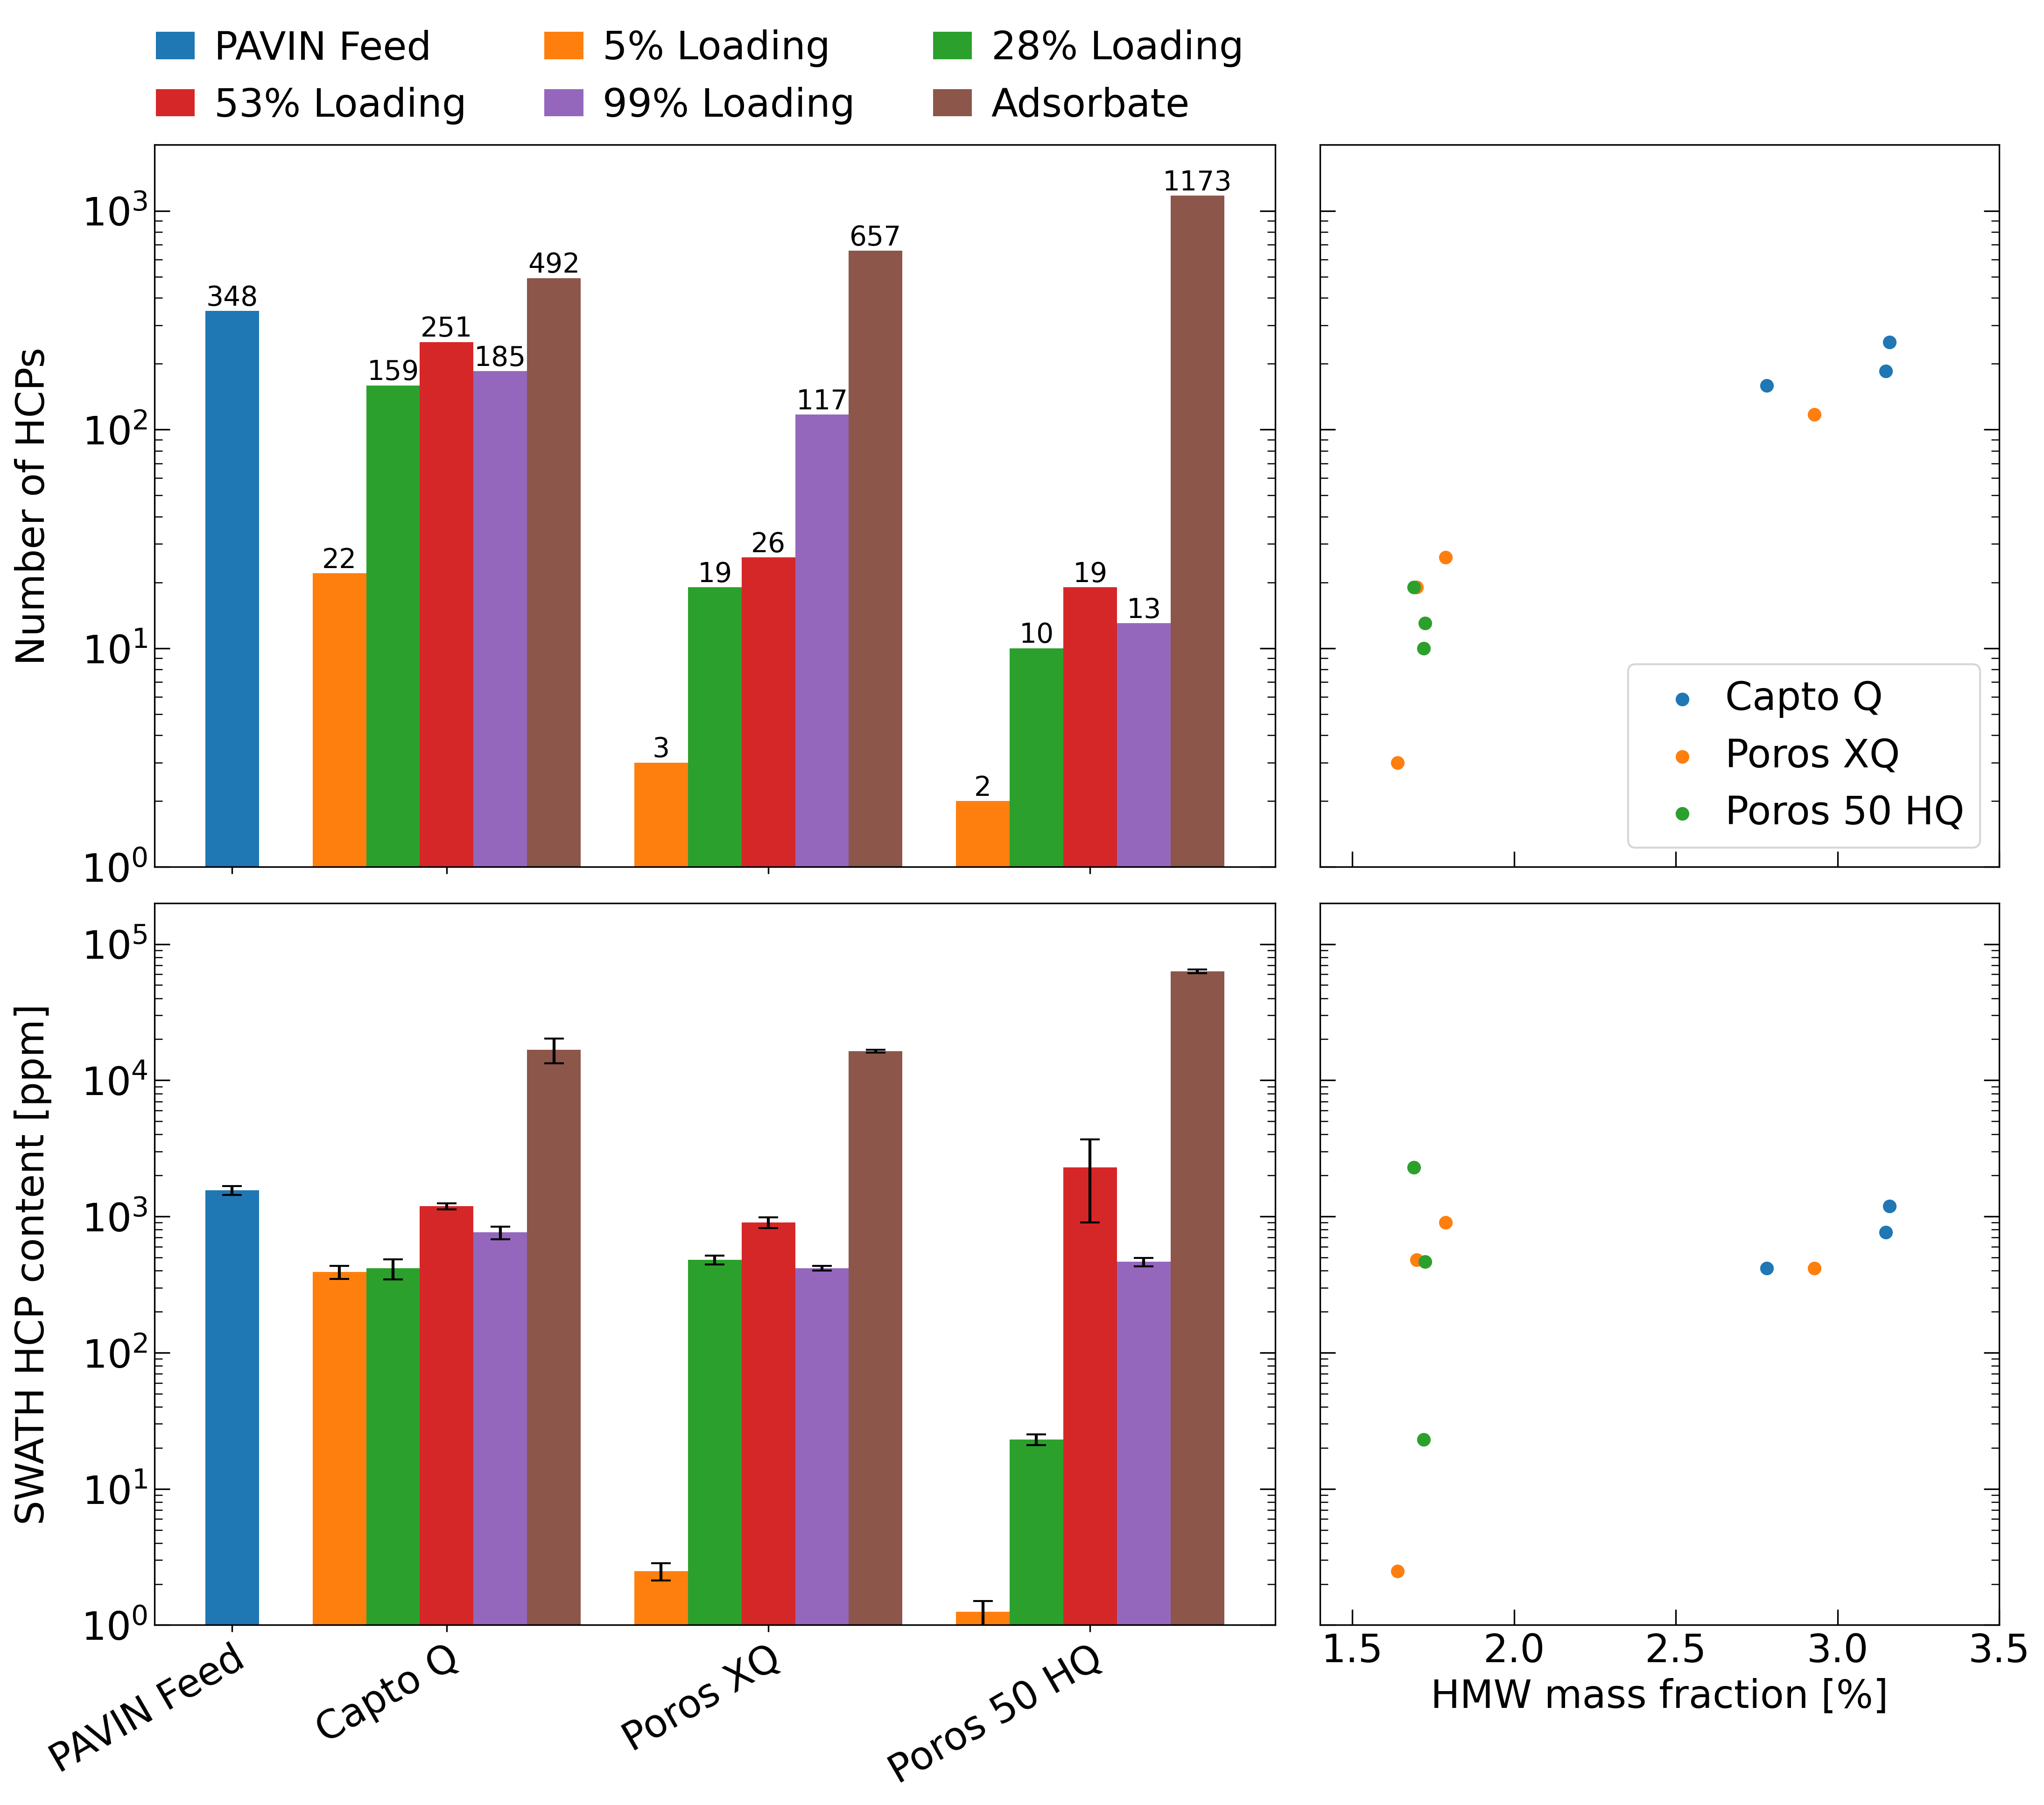 PAVIN Feed
5% Loading
28% Loading
53% Loading
99% Loading
Adsorbate
Number of HCPs
10³
10²
10¹
10⁰
348
22
159
251
185
492
3
19
26
117
657
2
10
19
13
1173
Capto Q
Poros XQ
Poros 50 HQ
SWATH HCP content [ppm]
10⁵
10⁴
10³
10²
10¹
10⁰
PAVIN Feed
Capto Q
Poros XQ
Poros 50 HQ
1.5
2.0
2.5
3.0
3.5
HMW mass fraction [%]